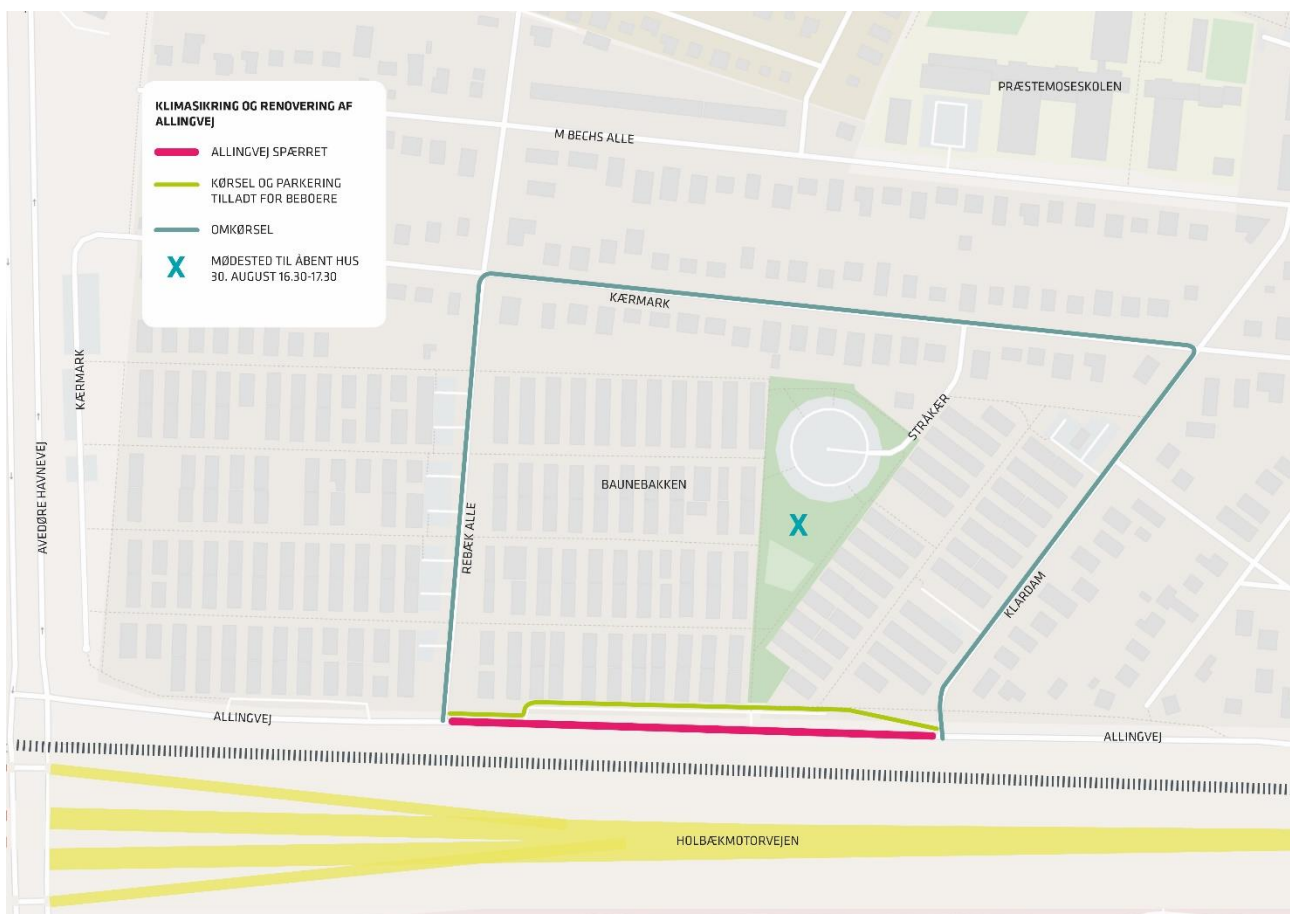 KLIMASIKRING OG RENOVERING AF
ALLINGVEJ
ALLINGVEJ SPÆRRET
KØRSEL OG PARKERING
TILLADT FOR BEBOERE
OMKØRSEL
X
MØDESTED TIL ÅBENT HUS
30. AUGUST 16.30-17.30
PRÆSTEMOSESKOLEN
M BECHS ALLE
KÆRMARK
KÆRMARK
STRÅKÆR
AVEDØRE HAVNEVEJ
BAUNEBAKKEN
X
REBÆK ALLE
KLARDAM
ALLINGVEJ
ALLINGVEJ
HOLBÆKMOTORVEJEN